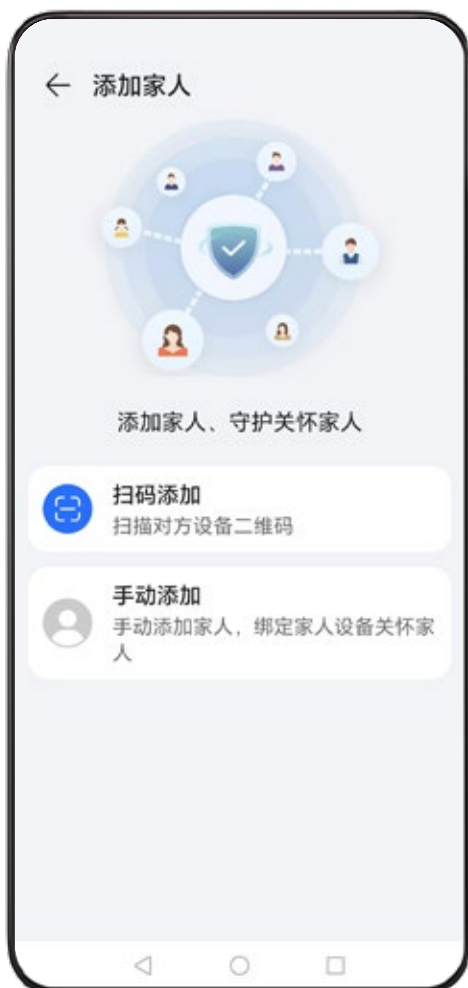 添加家人
添加家人、守护关怀家人
扫码添加
扫描对方设备二维码
手动添加
手动添加家人，绑定家人设备关怀家
人